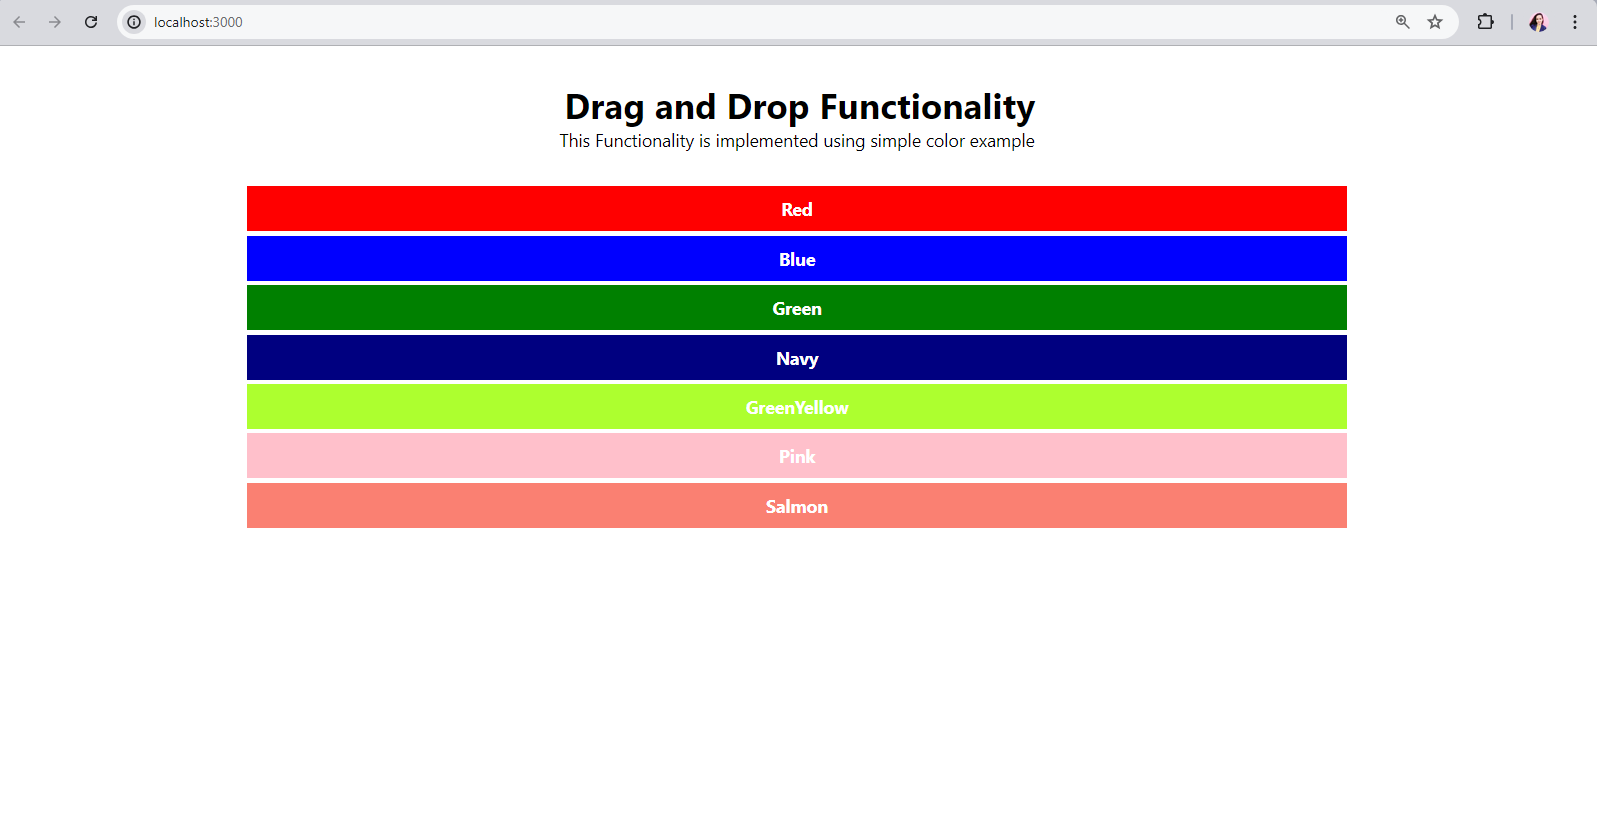 localhost:3000
Drag and Drop Functionality
This Functionality is implemented using simple color example
Red
Blue
Green
Navy
GreenYellow
Pink
Salmon